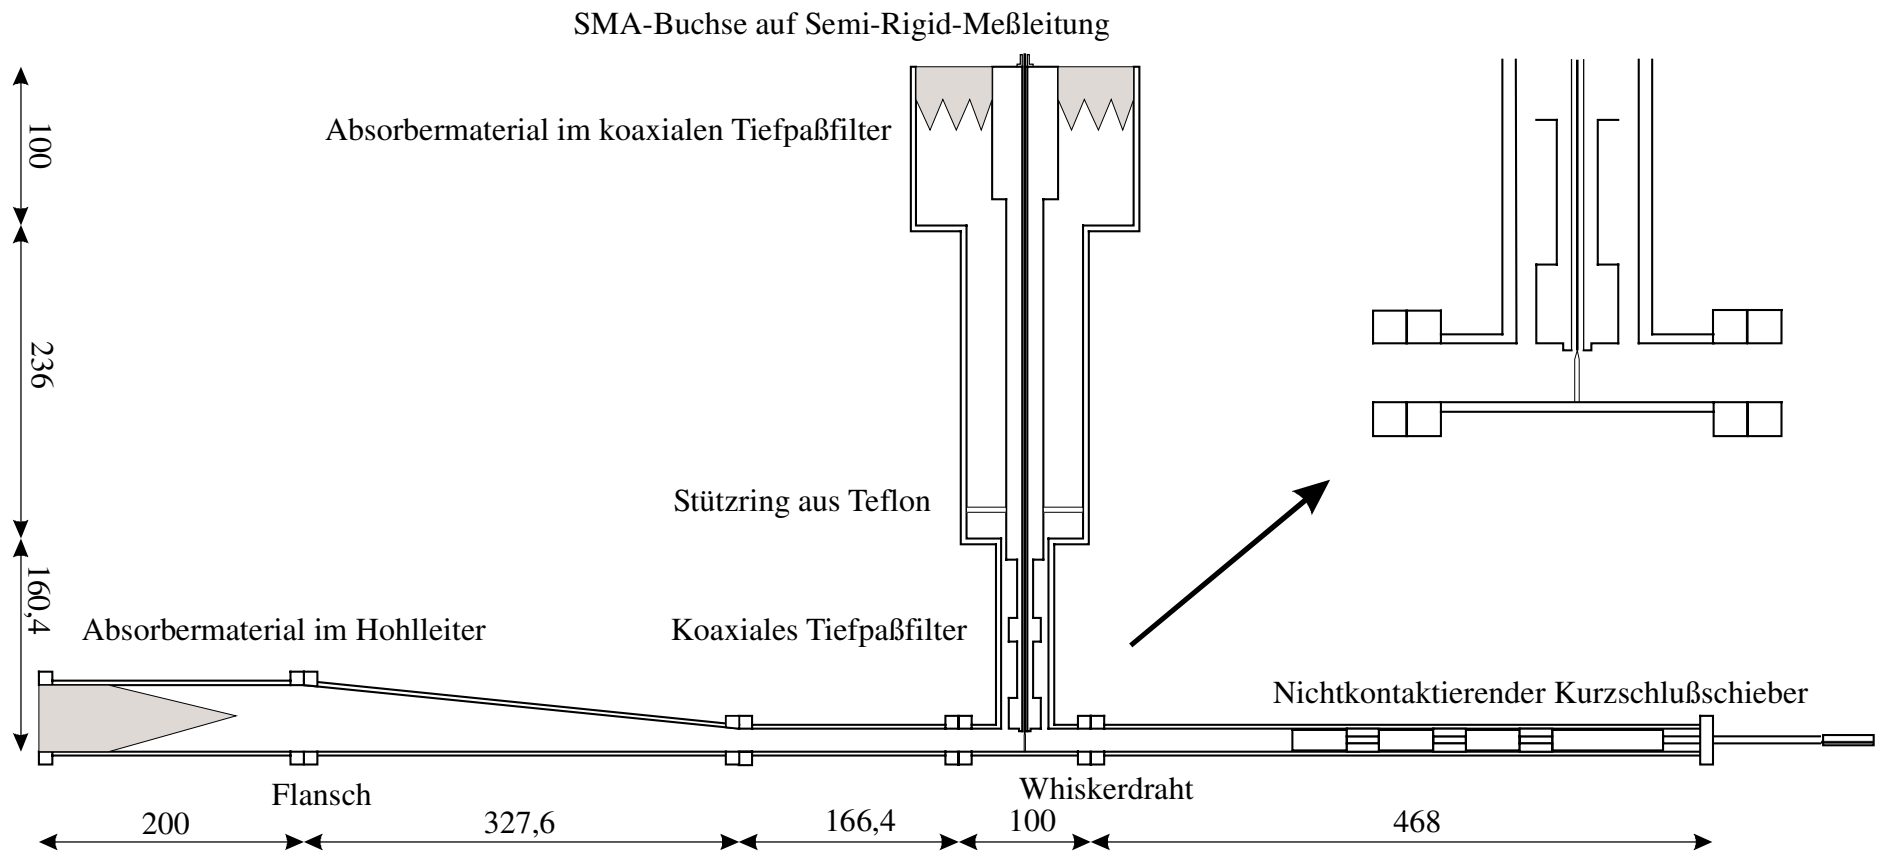 SMA-Buchse auf Semi-Rigid-Meßleitung
Absorbermaterial im koaxialen Tiefpaßfilter
100
236
Stützring aus Teflon
160,4
Absorbermaterial im Hohlleiter
Koaxiales Tiefpaßfilter
Nichtkontaktierender Kurzschlußschieber
Flansch
Whiskerdraht
200
327,6
166,4
100
468